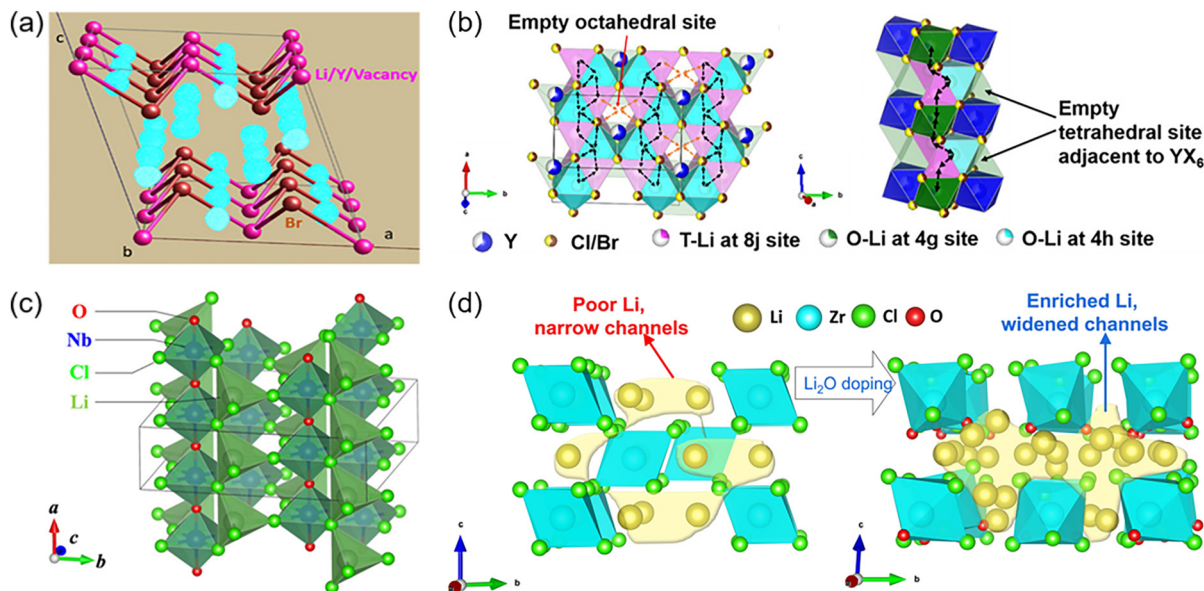 (a)
c
Li/Y/Vacancy
Br
b
a
(b)
Empty octahedral site
Empty
tetrahedral site
adjacent to YX6
a
b
c
a
Y
Cl/Br
T-Li at 8j site
O-Li at 4g site
O-Li at 4h site
(c)
O
Nb
Cl
Li
a
c
b
(d)
Poor Li,
narrow channels
Li
Zr
Cl
O
Enriched Li,
widened channels
Li2O doping
c
b
c
b